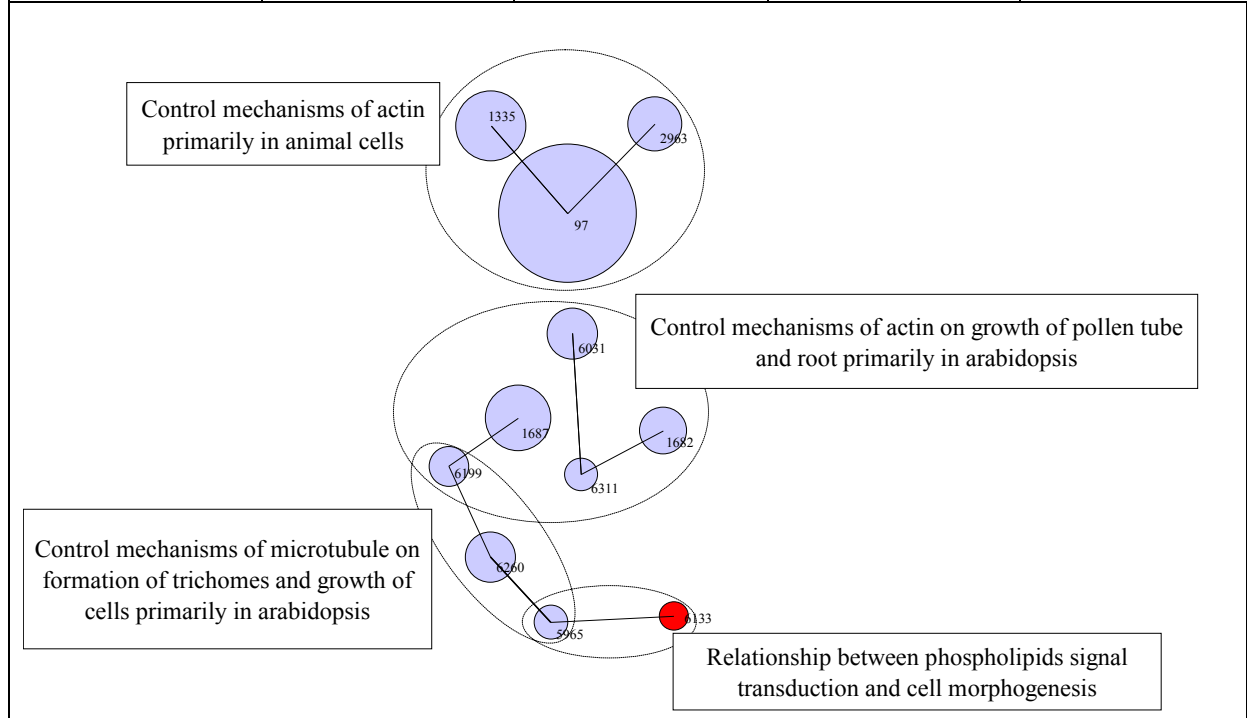 Control mechanisms of actin
primarily in animal cells
1335
2963
97
Control mechanisms of actin on growth of pollen tube
and root primarily in arabidopsis
6031
1687
1682
6199
6311
Control mechanisms of microtubule on
formation of trichomes and growth of
cells primarily in arabidopsis
6260
5965
6133
Relationship between phospholipids signal
transduction and cell morphogenesis